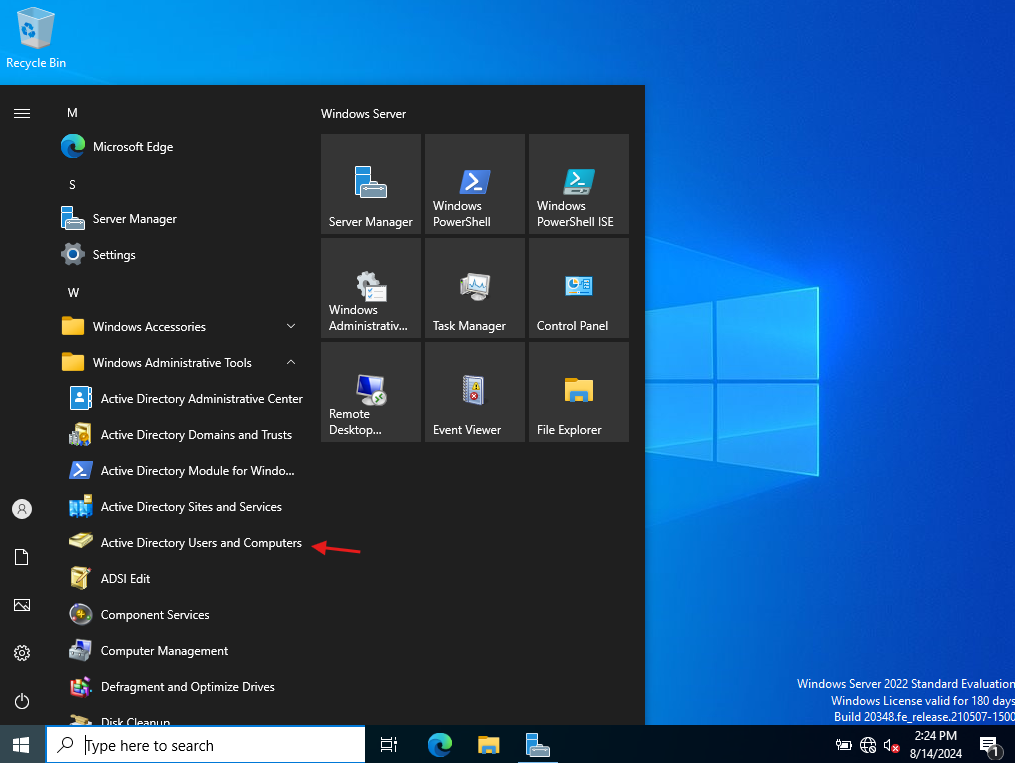 Recycle Bin
M
Microsoft Edge
S
Server Manager
Settings
W
Windows Accessories
Windows Administrative Tools
Active Directory Administrative Center
Active Directory Domains and Trusts
Active Directory Module for Windo...
Active Directory Sites and Services
Active Directory Users and Computers
ADSI Edit
Component Services
Computer Management
Defragment and Optimize Drives
Disk Cleanup
Windows Server
Server Manager
Windows
PowerShell
Windows
PowerShell ISE
Windows
Administrativ...
Task Manager
Control Panel
Remote
Desktop...
Event Viewer
File Explorer
Windows Server 2022 Standard Evaluation
Windows License valid for 180 days
Build 20348.fe_release.210507-1500
Type here to search
2:24 PM
8/14/2024
1